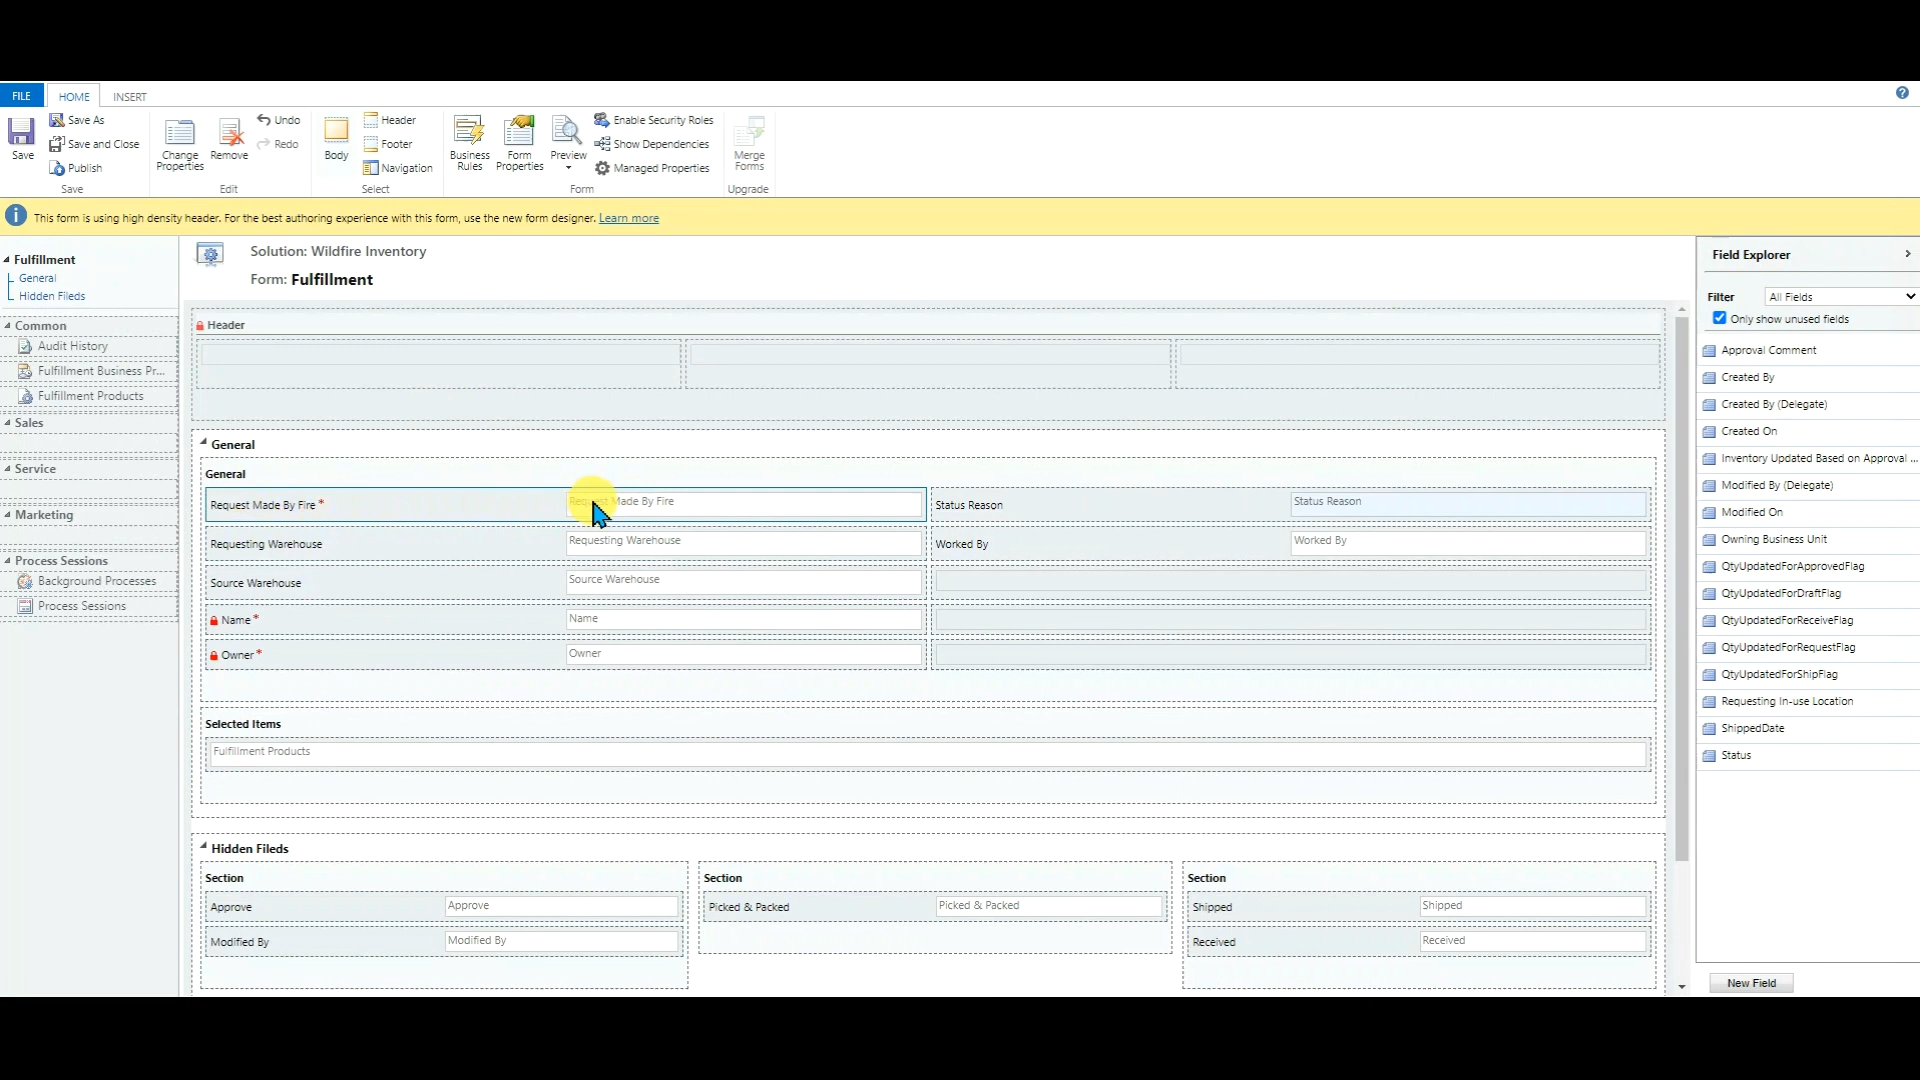 FILE HOME INSERT
Save Save As Save and Close Publish Save
Change Properties Remove Undo Redo Edit
Body Header Footer Navigation Select
Business Rules Form Properties Preview Enable Security Roles Show Dependencies Managed Properties Form
Merge Forms Upgrade
This form is using high density header. For the best authoring experience with this form, use the new form designer. Learn more
Fulfillment
General
Hidden Fileds
Common
Audit History
Fulfillment Business Pr...
Fulfillment Products
Sales
Service
Marketing
Process Sessions
Background Processes
Process Sessions
Solution: Wildfire Inventory
Form: Fulfillment
Header
General
General
Request Made By Fire * Request Made By Fire Status Reason Status Reason
Requesting Warehouse Requesting Warehouse Worked By Worked By
Source Warehouse Source Warehouse
Name * Name
Owner * Owner
Selected Items
Fulfillment Products
Hidden Fileds
Section Section Section
Approve Approve Picked & Packed Picked & Packed Shipped Shipped
Modified By Modified By Received Received
Field Explorer
Filter All Fields
Only show unused fields
Approval Comment
Created By
Created By (Delegate)
Created On
Inventory Updated Based on Approval ...
Modified By (Delegate)
Modified On
Owning Business Unit
QtyUpdatedForApprovedFlag
QtyUpdatedForDraftFlag
QtyUpdatedForReceiveFlag
QtyUpdatedForRequestFlag
QtyUpdatedForShipFlag
Requesting In-use Location
ShippedDate
Status
New Field